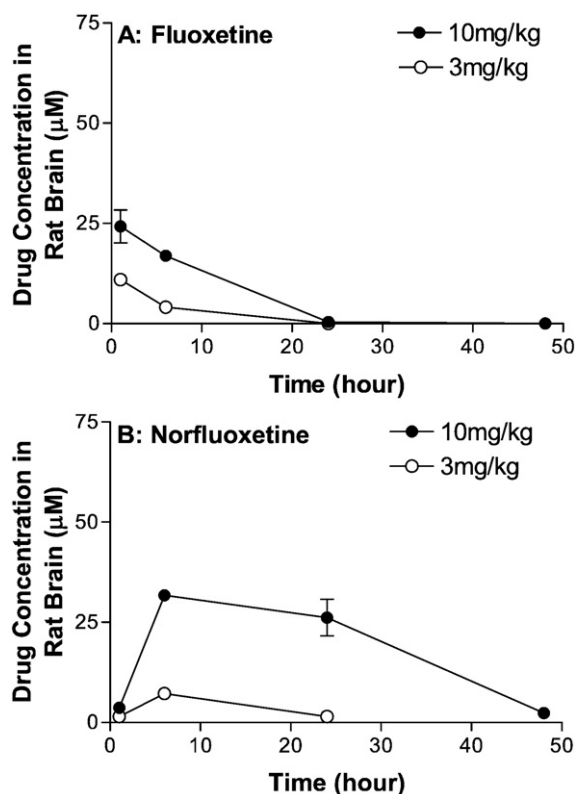 A: Fluoxetine
10mg/kg
3mg/kg
Drug Concentration in
Rat Brain (μM)
75
50
25
0
0 10 20 30 40 50
Time (hour)
B: Norfluoxetine
10mg/kg
3mg/kg
Drug Concentration in
Rat Brain (μM)
75
50
25
0
0 10 20 30 40 50
Time (hour)